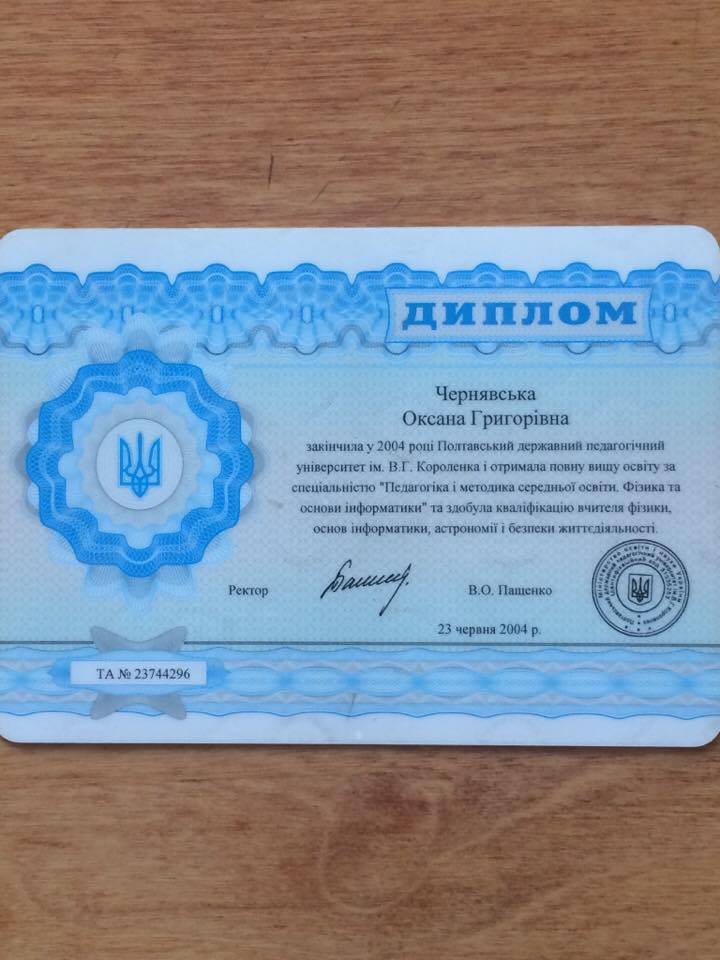 ДИПЛОМ
Чернявська
Оксана Григорівна
закінчила у 2004 році Полтавський державний педагогічний
університет ім. В.Г. Короленка і отримала повну вищу освіту за
спеціальністю "Педагогіка і методика середньої освіти. Фізика та
основи інформатики" та здобула кваліфікацію вчителя фізики,
основ інформатики, астрономії і безпеки життєдіяльності.
Ректор
В.О. Пащенко
23 червня 2004 р.
ТА № 23744296